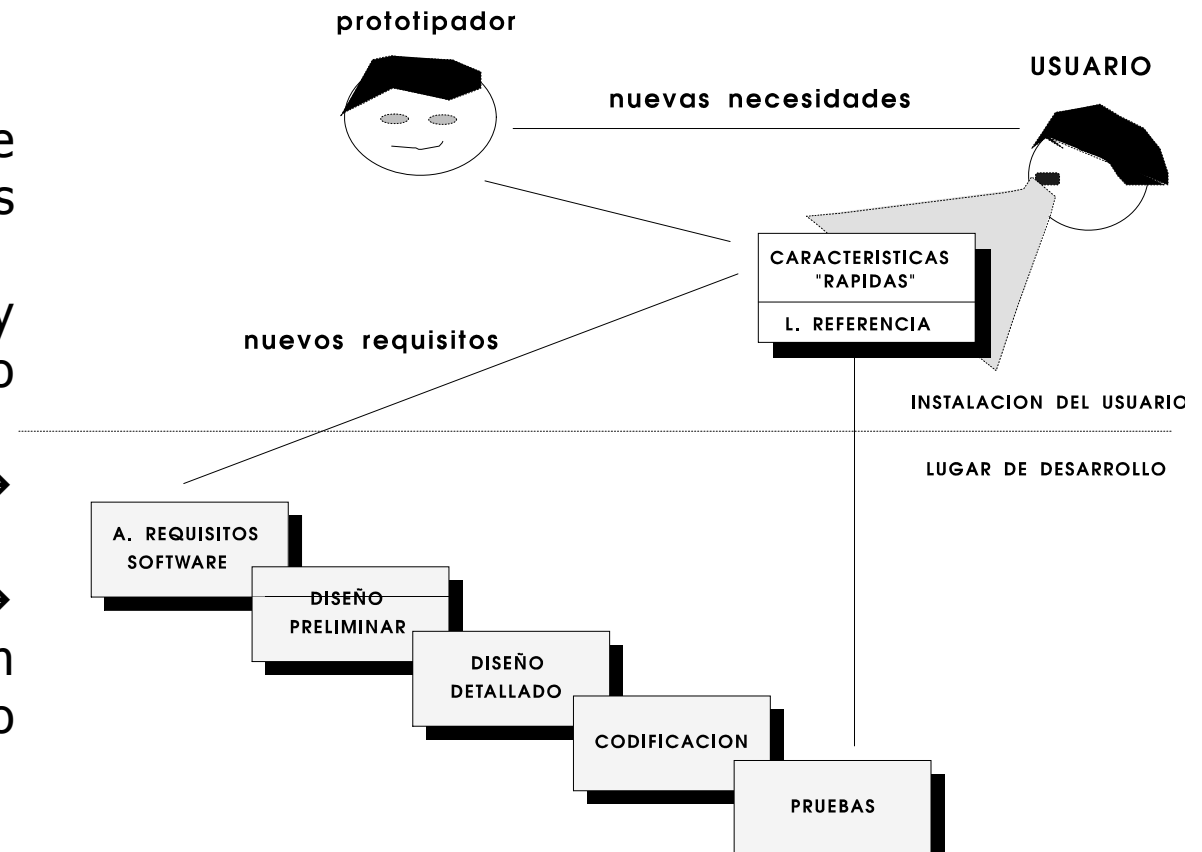 prototipador
USUARIO
nuevas necesidades
e
s
CARACTERISTICAS
"RAPIDAS"
L. REFERENCIA
y
nuevos requisitos
o
INSTALACION DEL USUARIO
LUGAR DE DESARROLLO
→
A. REQUISITOS
SOFTWARE
→
DISEÑO
PRELIMINAR
n
DISEÑO
DETALLADO
o
CODIFICACION
PRUEBAS